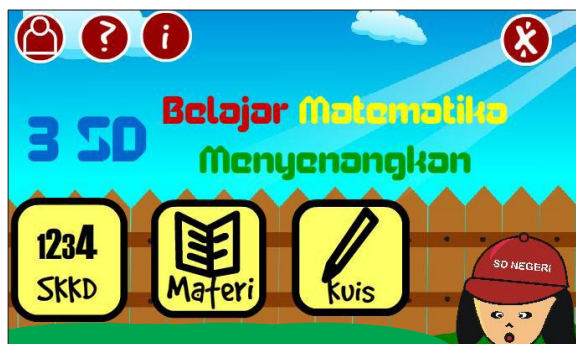 ? i X
Belajar Matematika
3 SD
Menyenangkan
1234
SKKD
Materi
Kuis
SD NEGERI